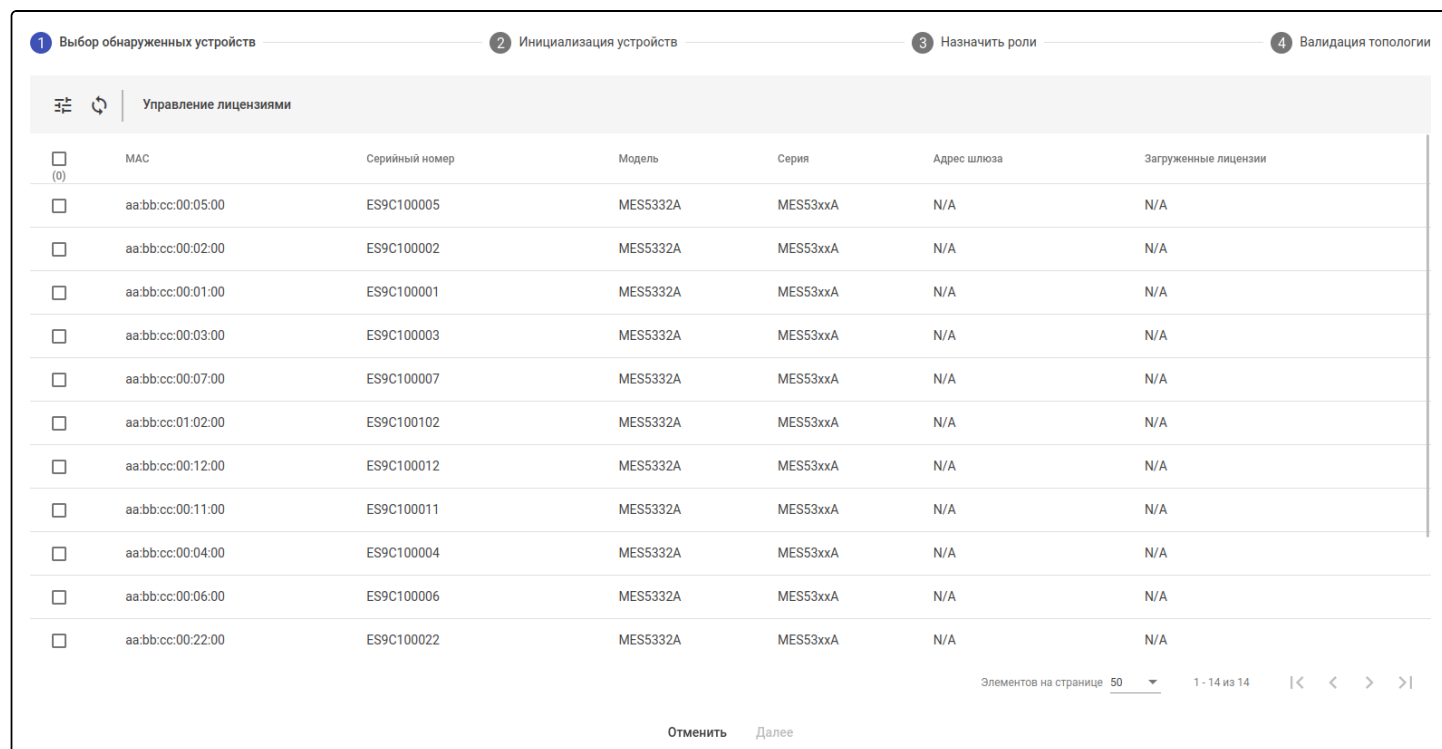 1 Выбор обнаруженных устройств 2 Инициализация устройств 3 Назначить роли 4 Валидация топологии
Управление лицензиями
MAC Серийный номер Модель Серия Адрес шлюза Загруженные лицензии
(0)
aa:bb:cc:00:05:00 ES9C100005 MES5332A MES53xxA N/A N/A
aa:bb:cc:00:02:00 ES9C100002 MES5332A MES53xxA N/A N/A
aa:bb:cc:00:01:00 ES9C100001 MES5332A MES53xxA N/A N/A
aa:bb:cc:00:03:00 ES9C100003 MES5332A MES53xxA N/A N/A
aa:bb:cc:00:07:00 ES9C100007 MES5332A MES53xxA N/A N/A
aa:bb:cc:01:02:00 ES9C100102 MES5332A MES53xxA N/A N/A
aa:bb:cc:00:12:00 ES9C100012 MES5332A MES53xxA N/A N/A
aa:bb:cc:00:11:00 ES9C100011 MES5332A MES53xxA N/A N/A
aa:bb:cc:00:04:00 ES9C100004 MES5332A MES53xxA N/A N/A
aa:bb:cc:00:06:00 ES9C100006 MES5332A MES53xxA N/A N/A
aa:bb:cc:00:22:00 ES9C100022 MES5332A MES53xxA N/A N/A
Элементов на странице 50 1 - 14 из 14
Отменить Далее